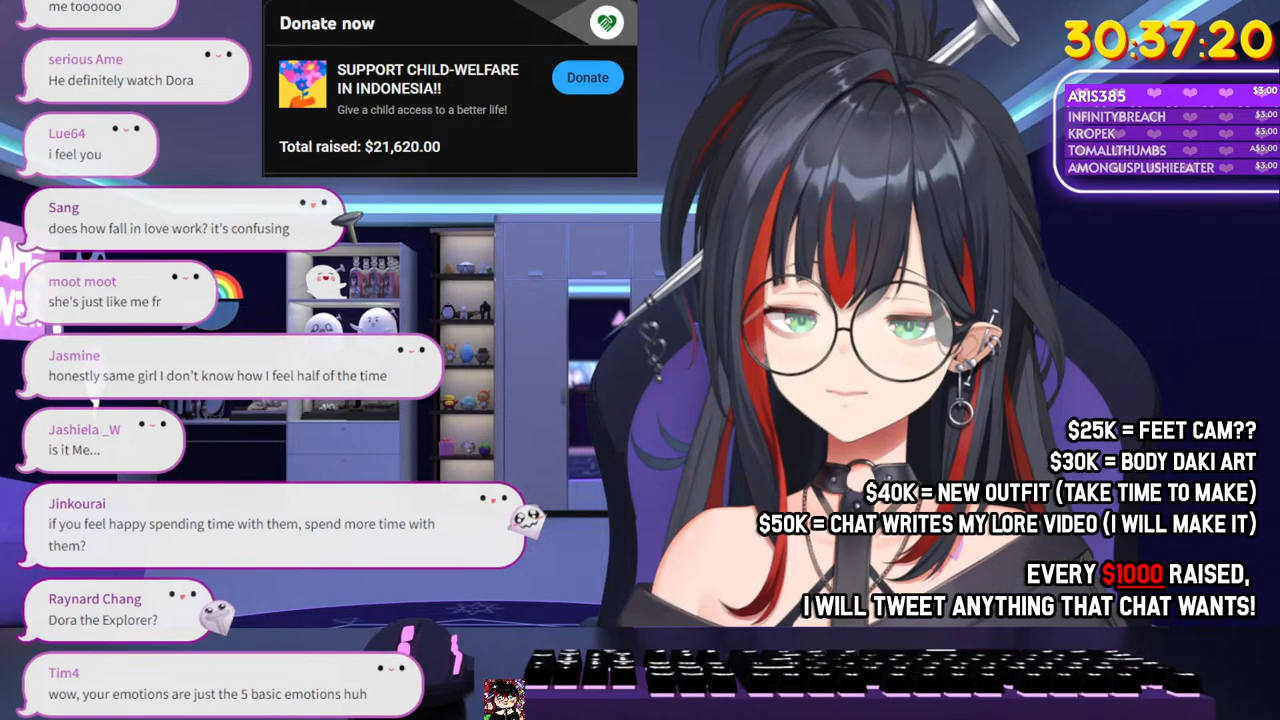 me toooooo
serious Ame
He definitely watch Dora
Lue64
i feel you
Sang
does how fall in love work? it's confusing
moot moot
she's just like me fr
Jasmine
honestly same girl I don't know how I feel half of the time
Jashiela _W
is it Me...
Jinkourai
if you feel happy spending time with them, spend more time with
them?
Raynard Chang
Dora the Explorer?
Tim4
wow, your emotions are just the 5 basic emotions huh
Donate now
SUPPORT CHILD-WELFARE
IN INDONESIA!!
Donate
Give a child access to a better life!
Total raised: $21,620.00
30:37:20
ARIS385 $3.00
INFINITYBREACH $3.00
KROPEK $3.00
TOMALLTHUMBS A$5.00
AMONGUSPLUSHIEEATER $3.00
$25K = FEET CAM??
$30K = BODY DAKI ART
$40K = NEW OUTFIT (TAKE TIME TO MAKE)
$50K = CHAT WRITES MY LORE VIDEO (I WILL MAKE IT)
EVERY $1000 RAISED,
I WILL TWEET ANYTHING THAT CHAT WANTS!